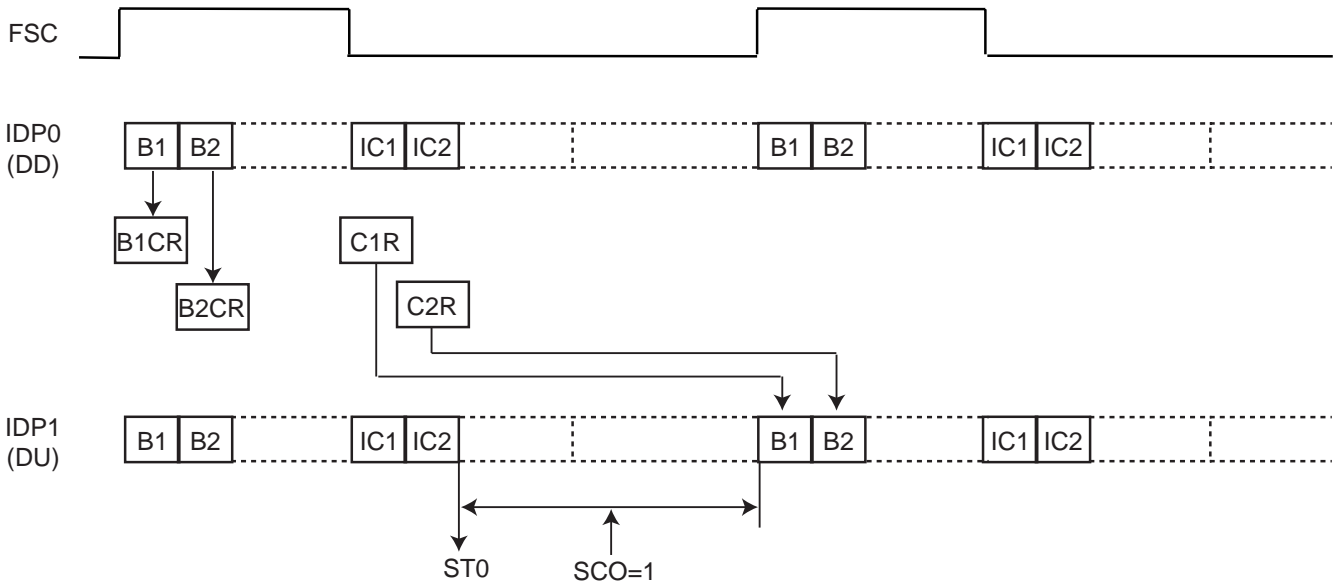 FSC
IDP0
(DD)
B1 B2 IC1 IC2 B1 B2 IC1 IC2
B1CR
C1R
B2CR
C2R
IDP1
(DU)
B1 B2 IC1 IC2 B1 B2 IC1 IC2
ST0
SCO=1